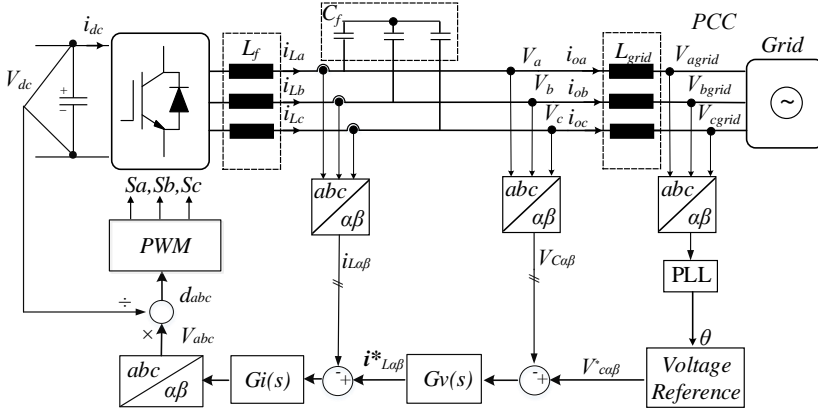 C_f
PCC
i_dc
L_f
i_La
V_a
i_oa
L_grid
V_agrid
Grid
V_dc
+
−
i_Lb
V_b
i_ob
V_bgrid
~
i_Lc
V_c
i_oc
V_cgrid
Sa,Sb,Sc
abc
αβ
abc
αβ
abc
αβ
PWM
i_Lαβ
V_Cαβ
PLL
÷
d_abc
×
V_abc
θ
abc
αβ
Gi(s)
-
+
i*_Lαβ
Gv(s)
-
+
V*_cαβ
Voltage
Reference